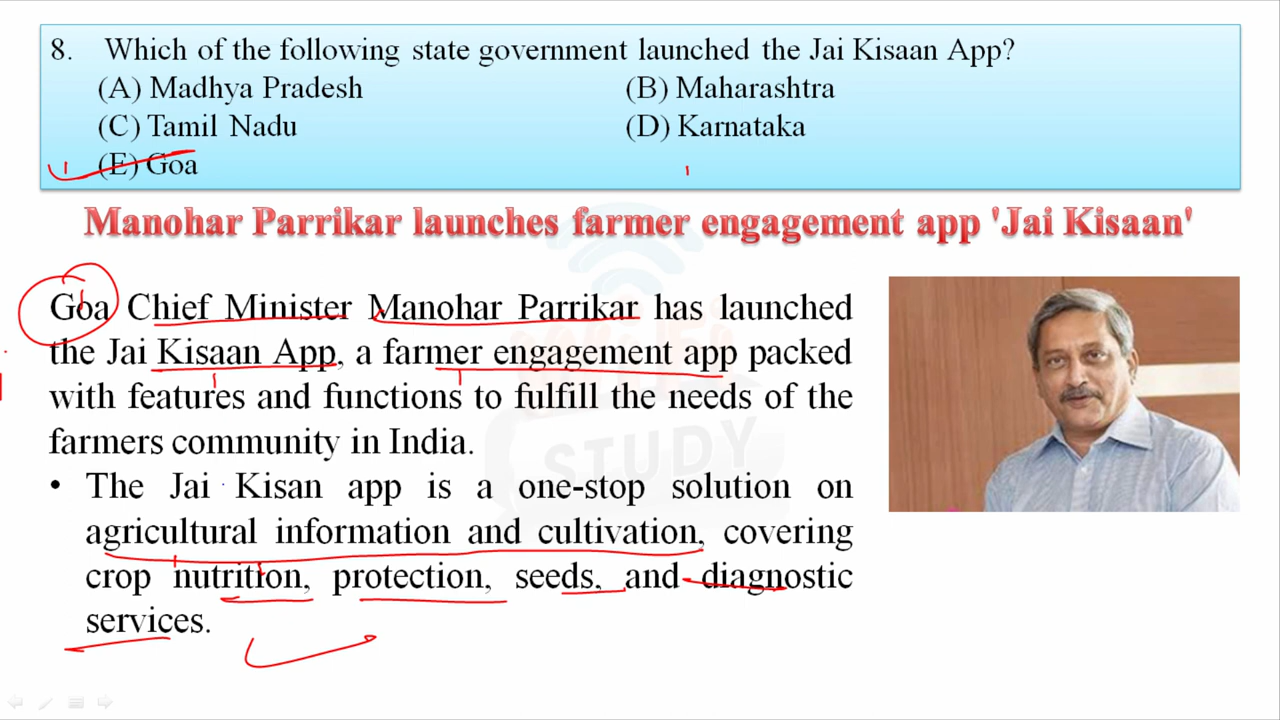 8. Which of the following state government launched the Jai Kisaan App?
(A) Madhya Pradesh (B) Maharashtra
(C) Tamil Nadu (D) Karnataka
(E) Goa
Manohar Parrikar launches farmer engagement app 'Jai Kisaan'
Goa Chief Minister Manohar Parrikar has launched
the Jai Kisaan App, a farmer engagement app packed
with features and functions to fulfill the needs of the
farmers community in India.
• The Jai Kisan app is a one-stop solution on
agricultural information and cultivation, covering
crop nutrition, protection, seeds, and diagnostic
services.
STUDY